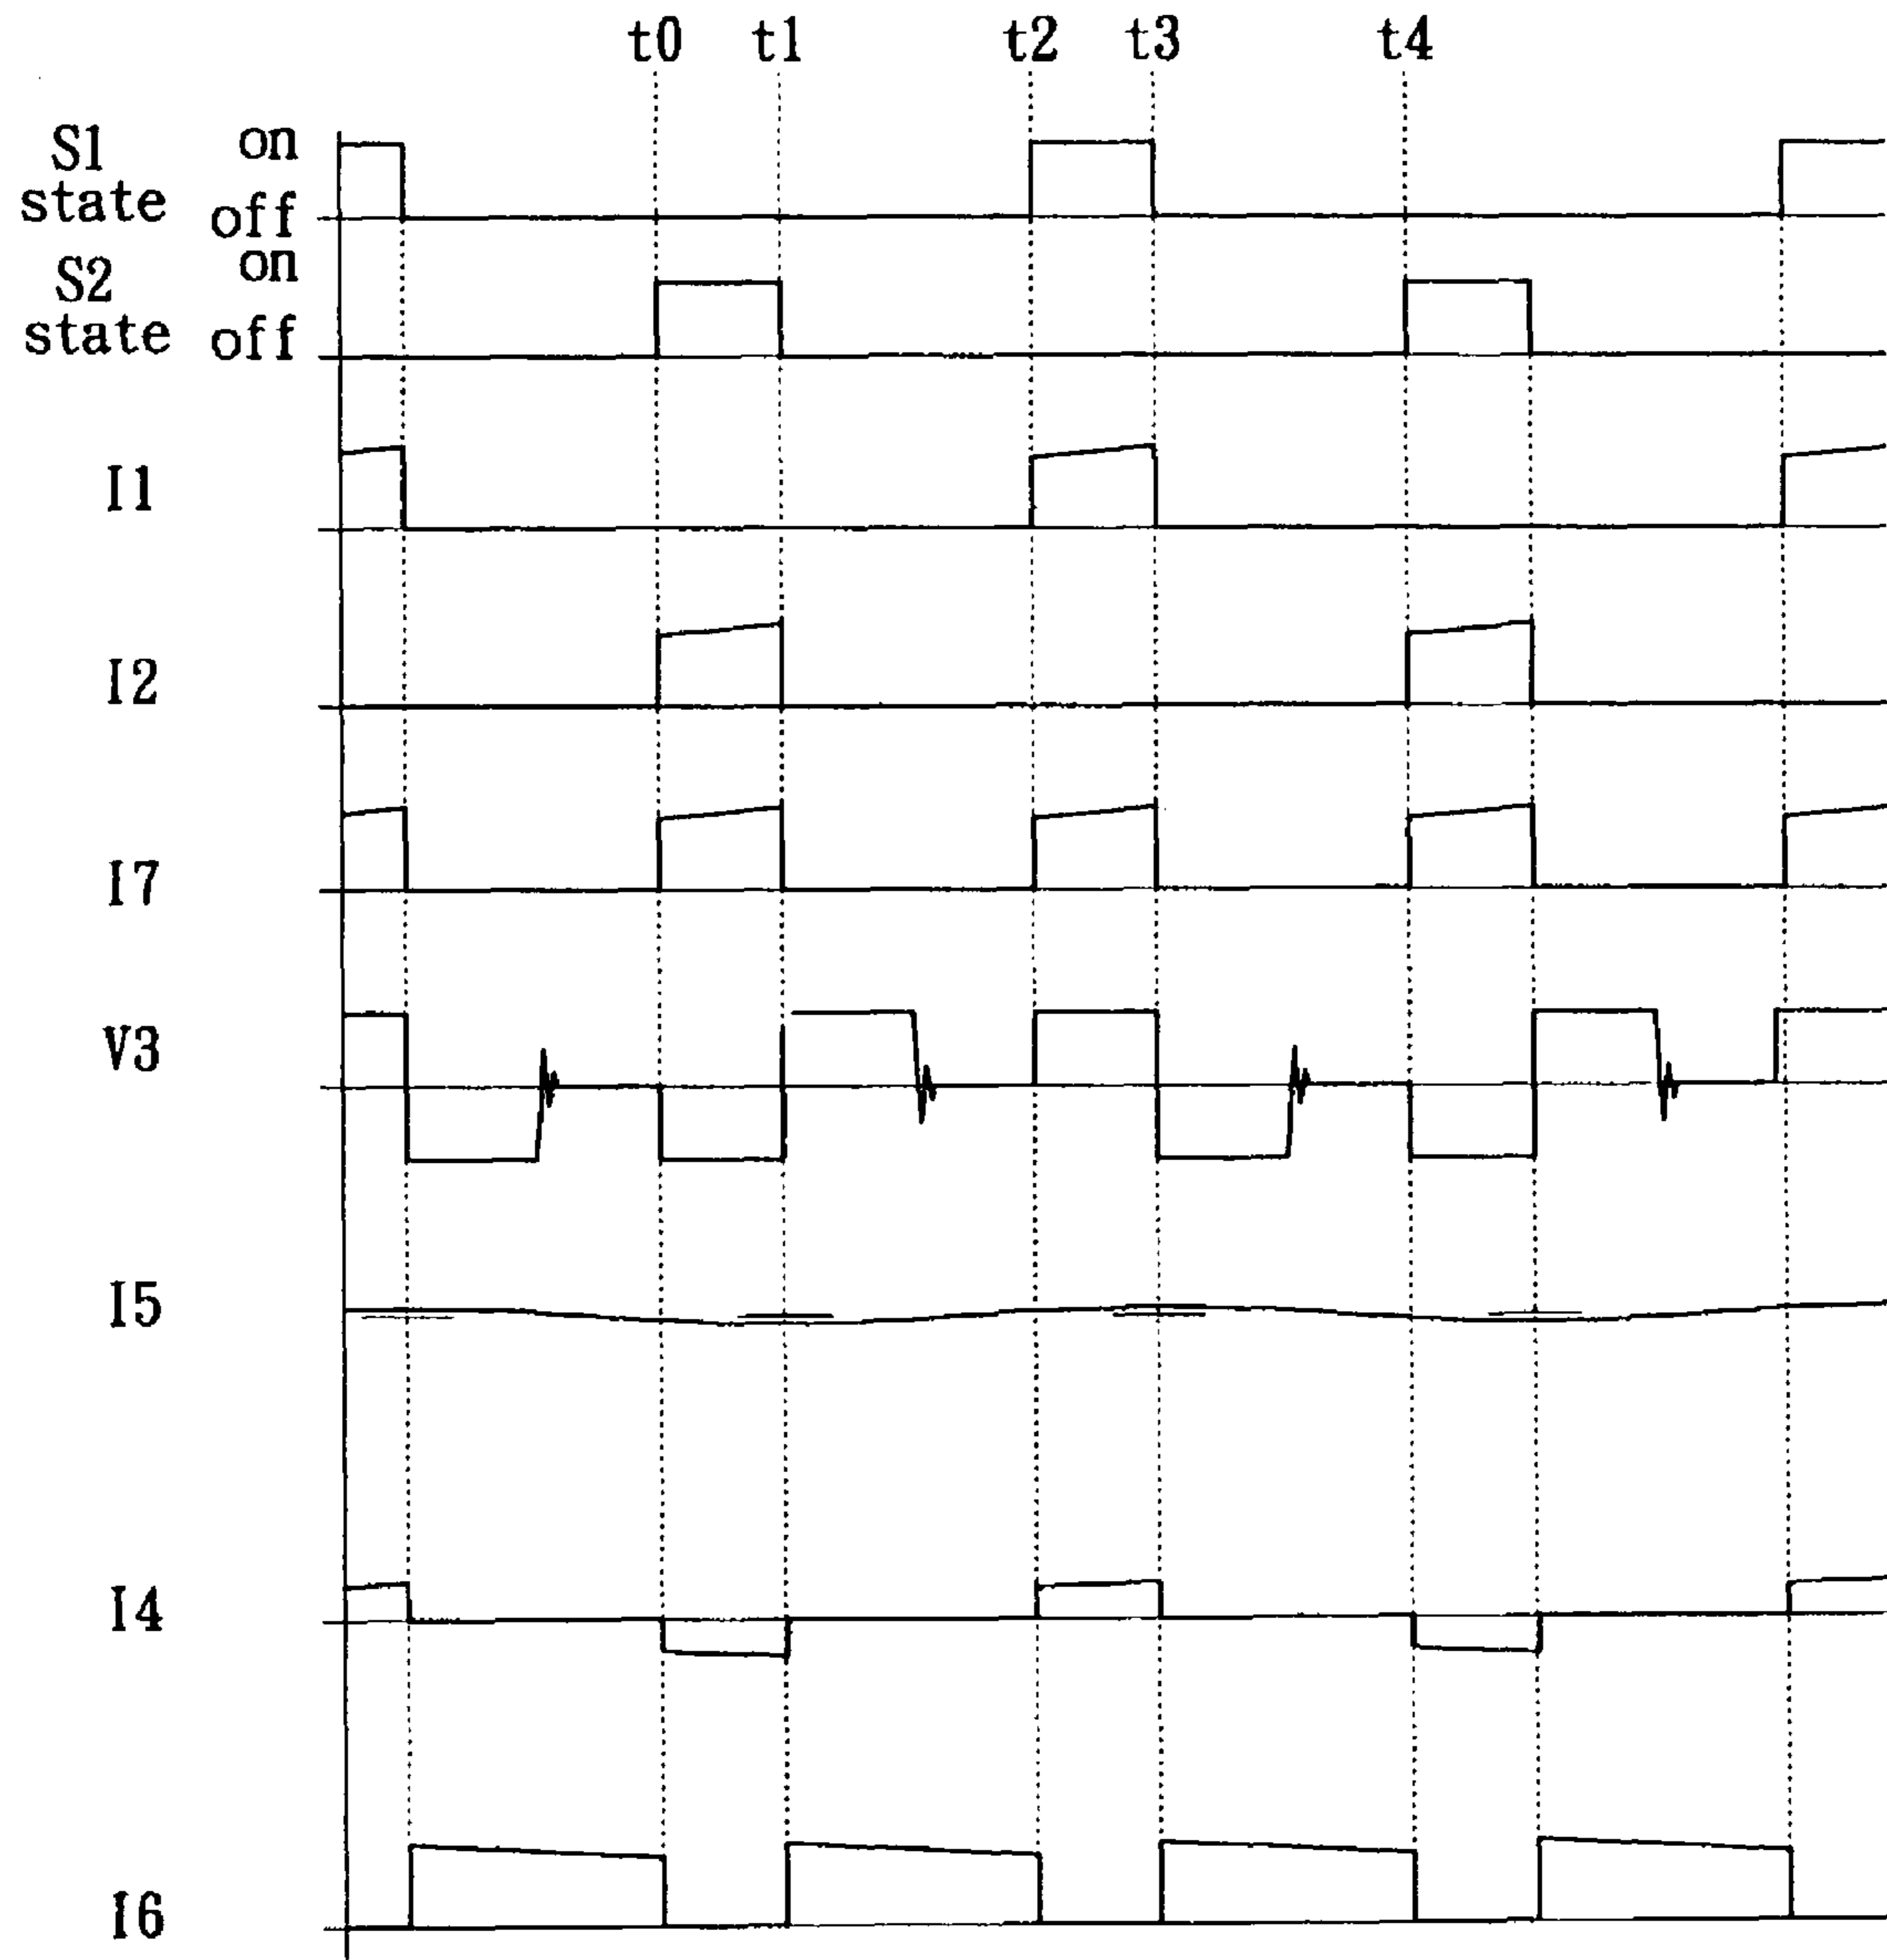 t0 t1 t2 t3 t4
S1 on
state off
S2 on
state off
I1
I2
I7
V3
I5
I4
I6